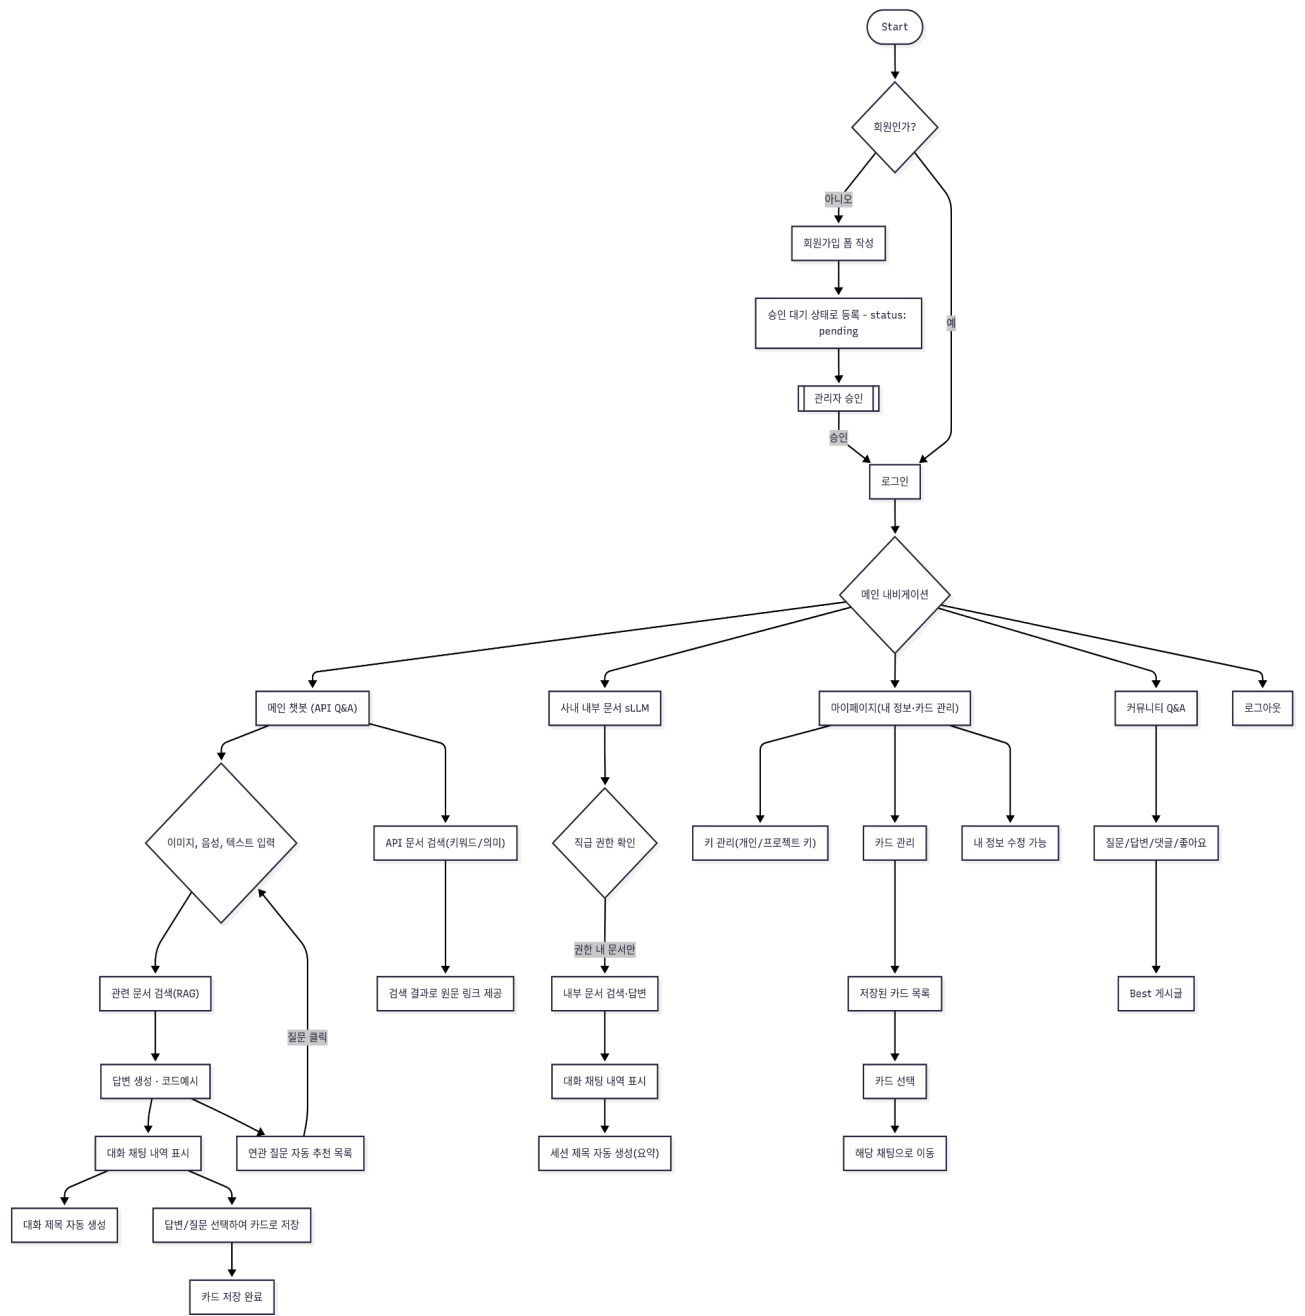 Start
회원인가?
아니오
회원가입 폼 작성
승인 대기 상태로 등록 - status:
pending
예
관리자 승인
승인
로그인
메인 내비게이션
메인 챗봇 (API Q&A)
사내 내부 문서 sLLM
마이페이지(내 정보·카드 관리)
커뮤니티 Q&A
로그아웃
이미지, 음성, 텍스트 입력
API 문서 검색(키워드/의미)
직급 권한 확인
키 관리(개인/프로젝트 키)
카드 관리
내 정보 수정 가능
질문/답변/댓글/좋아요
권한 내 문서만
관련 문서 검색(RAG)
검색 결과로 원문 링크 제공
내부 문서 검색·답변
저장된 카드 목록
Best 게시글
질문 클릭
답변 생성 · 코드예시
대화 채팅 내역 표시
카드 선택
대화 채팅 내역 표시
연관 질문 자동 추천 목록
세션 제목 자동 생성(요약)
해당 채팅으로 이동
대화 제목 자동 생성
답변/질문 선택하여 카드로 저장
카드 저장 완료